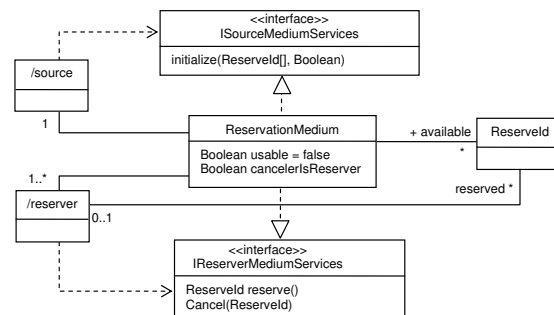 <<interface>>
ISourceMediumServices
initialize(ReserveId[], Boolean)
/source
1
ReservationMedium
Boolean usable = false
Boolean cancelerIsReserver
+ available
*
ReserveId
1..*
/reserver
0..1
reserved *
<<interface>>
IReserverMediumServices
ReserveId reserve()
Cancel(ReserveId)